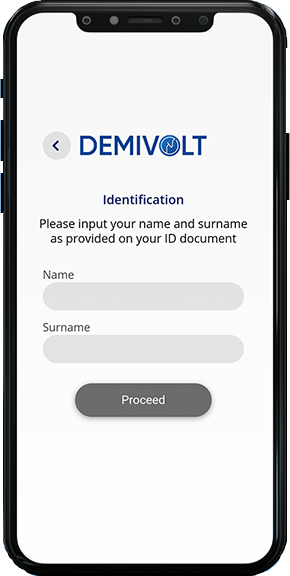 DEMIVOLT
Identification
Please input your name and surname
as provided on your ID document
Name
Surname
Proceed